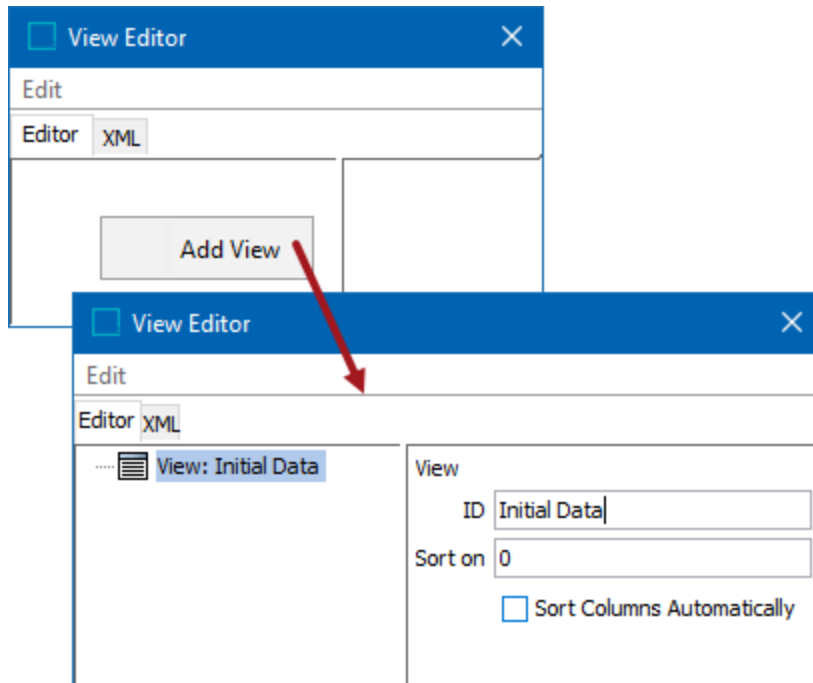 View Editor
Edit
Editor XML
Add View
View Editor
Edit
Editor XML
View: Initial Data
View
ID Initial Data
Sort on 0
Sort Columns Automatically